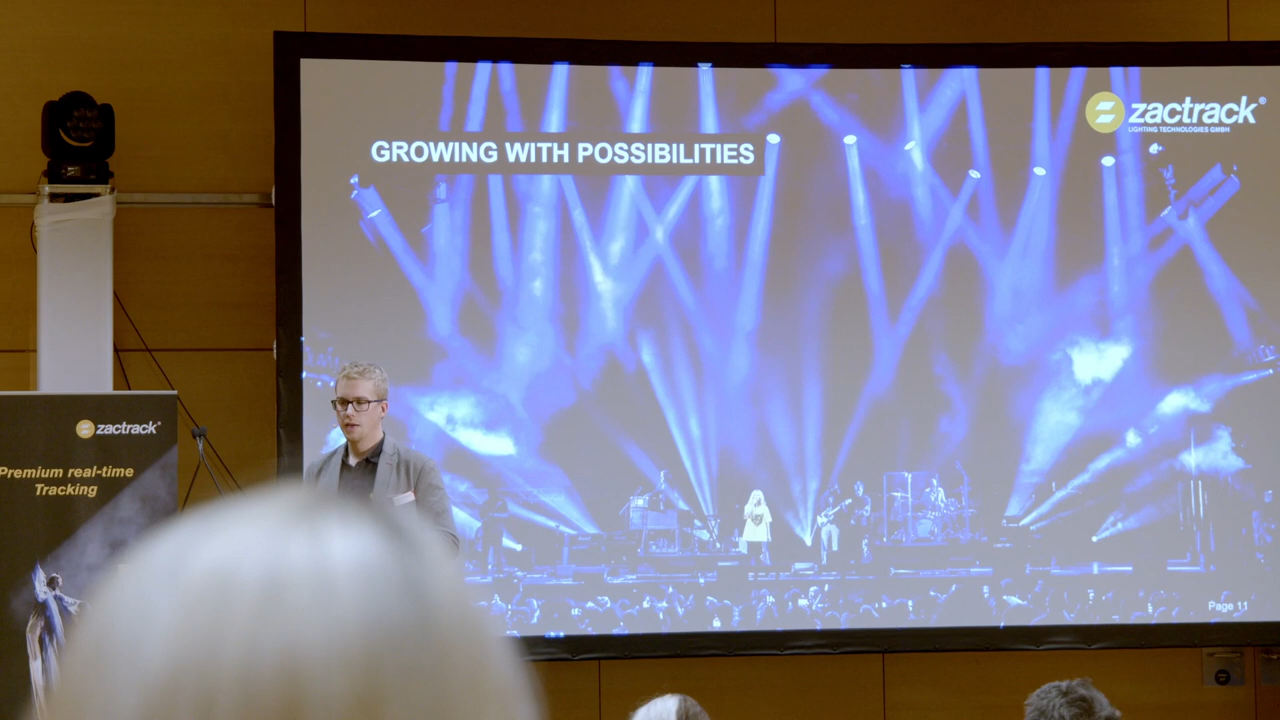 zactrack®
LIGHTING TECHNOLOGIES GMBH
GROWING WITH POSSIBILITIES
zactrack®
Premium real-time
Tracking
Page 11